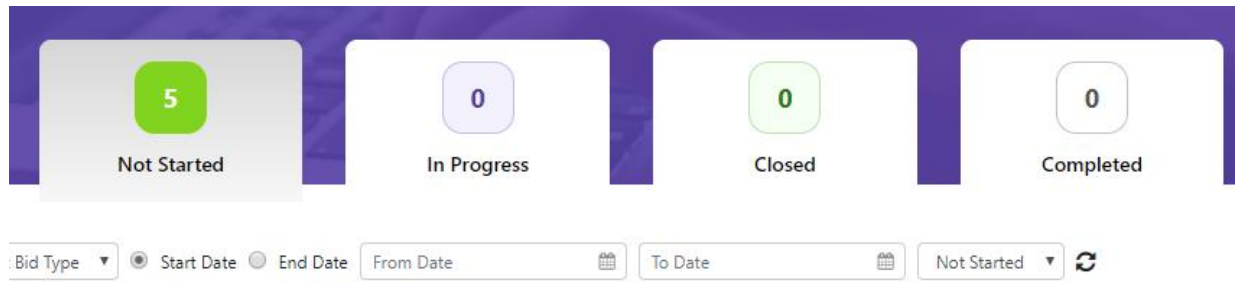 5 0 0 0
Not Started In Progress Closed Completed
Bid Type Start Date End Date From Date To Date Not Started